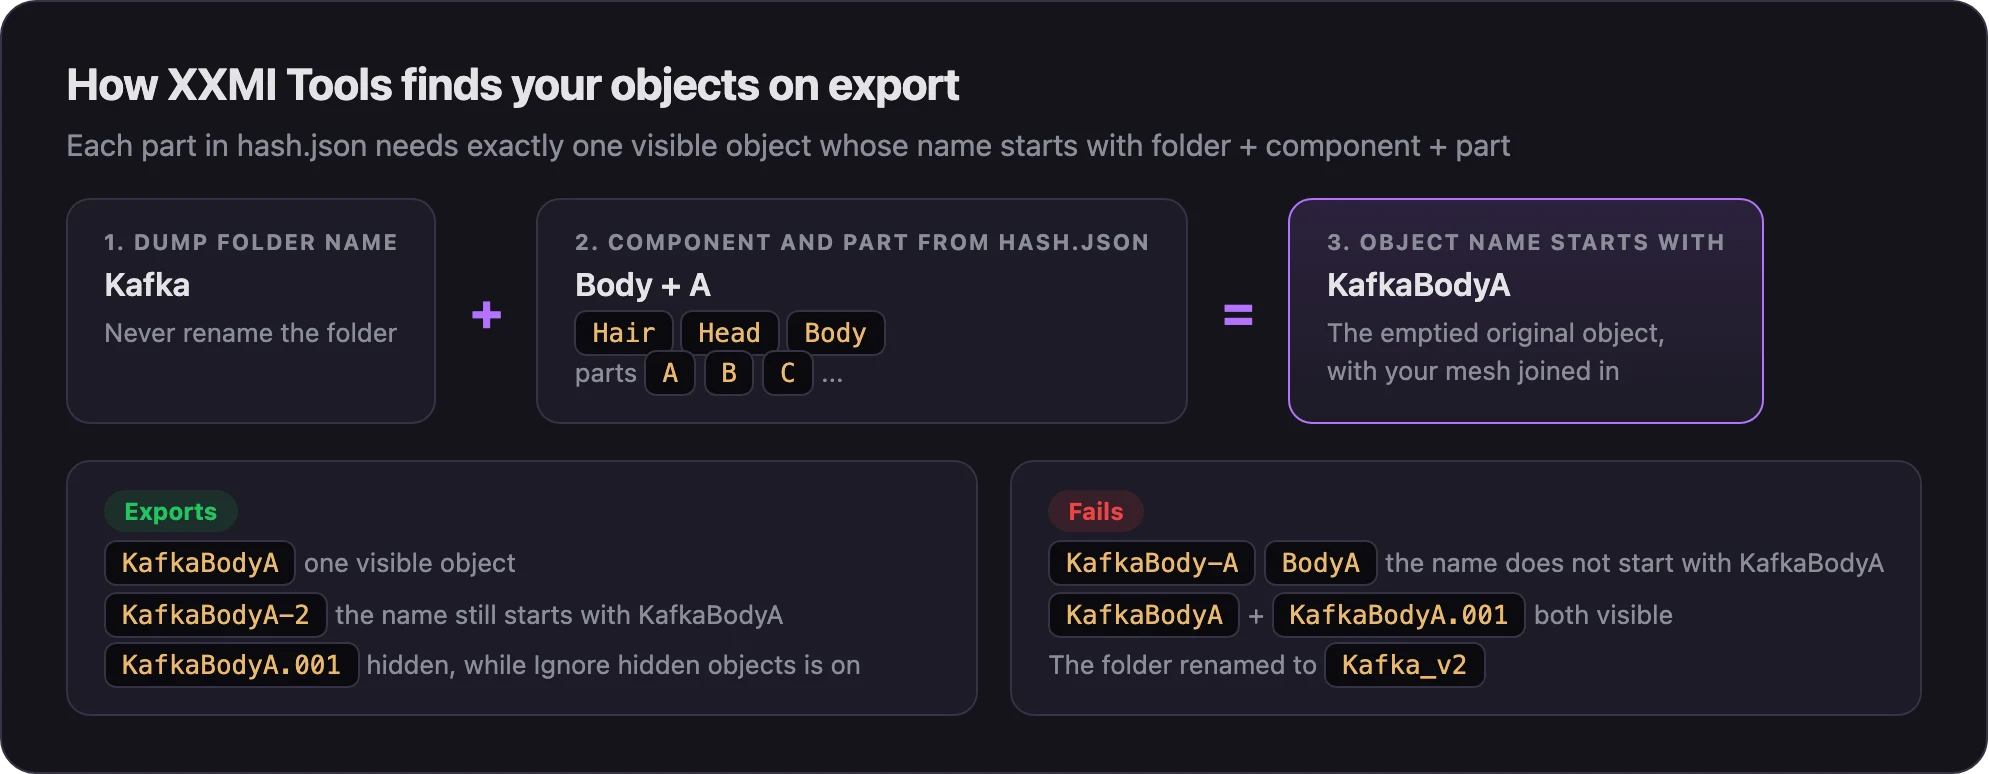 How XXMI Tools finds your objects on export
Each part in hash.json needs exactly one visible object whose name starts with folder + component + part
1. DUMP FOLDER NAME
Kafka
Never rename the folder
+
2. COMPONENT AND PART FROM HASH.JSON
Body + A
Hair Head Body
parts A B C ...
=
3. OBJECT NAME STARTS WITH
KafkaBodyA
The emptied original object,
with your mesh joined in
Exports
KafkaBodyA one visible object
KafkaBodyA-2 the name still starts with KafkaBodyA
KafkaBodyA.001 hidden, while Ignore hidden objects is on
Fails
KafkaBody-A BodyA the name does not start with KafkaBodyA
KafkaBodyA + KafkaBodyA.001 both visible
The folder renamed to Kafka_v2